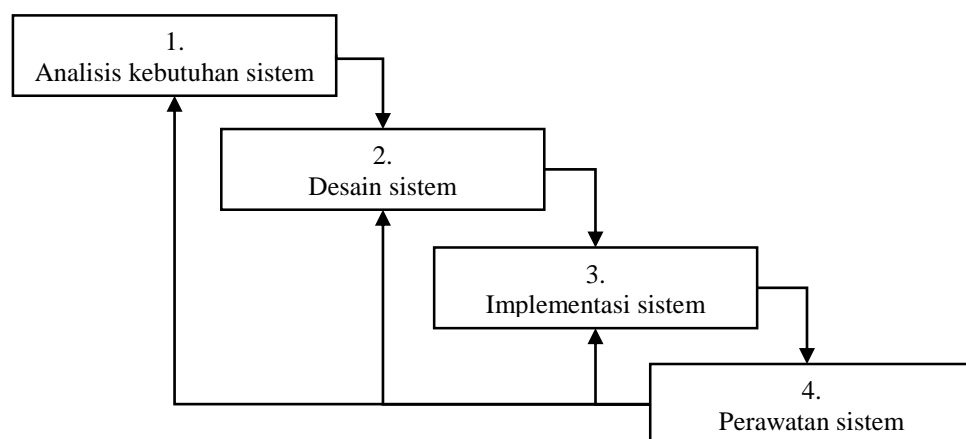 1.
Analisis kebutuhan sistem
2.
Desain sistem
3.
Implementasi sistem
4.
Perawatan sistem